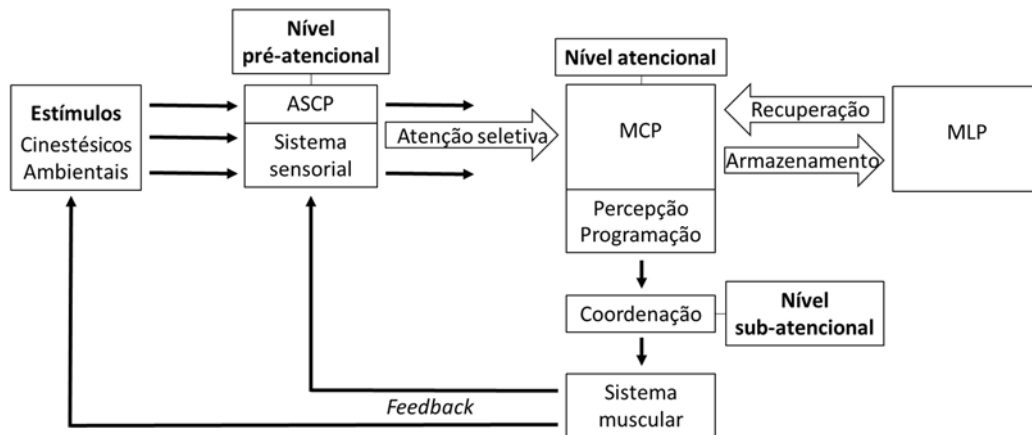 Nível
pré-atencional
Nível atencional
Estímulos
Cinestésicos
Ambientais
ASCP
Sistema
sensorial
Atenção seletiva
MCP
Percepção
Programação
Recuperação
Armazenamento
MLP
Coordenação
Nível
sub-atencional
Sistema
muscular
Feedback